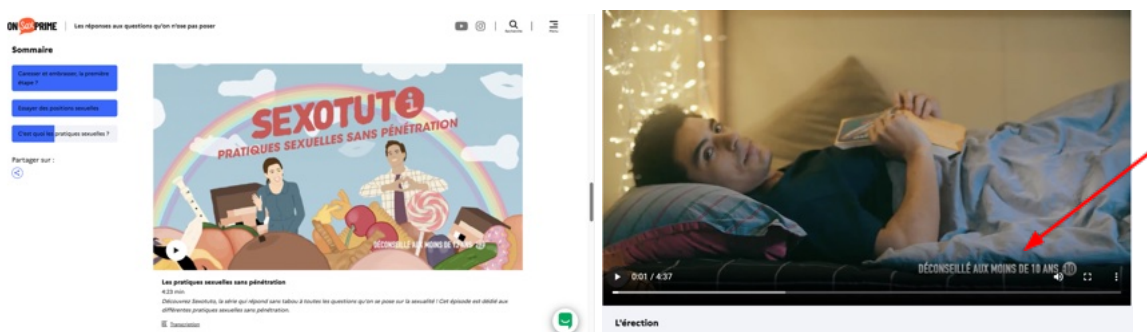 ON SEXPRIME | Les réponses aux questions qu'on n'ose pas poser
Recherche
Menu
Sommaire
Caresser et embrasser, la première
étape ?
Essayer des positions sexuelles
C'est quoi les pratiques sexuelles ?
Partager sur :
SEXOTUTO
PRATIQUES SEXUELLES SANS PÉNÉTRATION
DÉCONSEILLÉ AUX MOINS DE 10 ANS 10
Les pratiques sexuelles sans pénétration
4:23 min
Découvrez Sexotuto, la série qui répond sans tabou à toutes les questions qu'on se pose sur la sexualité ! Cet épisode est dédié aux
différentes pratiques sexuelles sans pénétration.
Transcription
DÉCONSEILLÉ AUX MOINS DE 10 ANS 10
0:01 / 4:37
L'érection